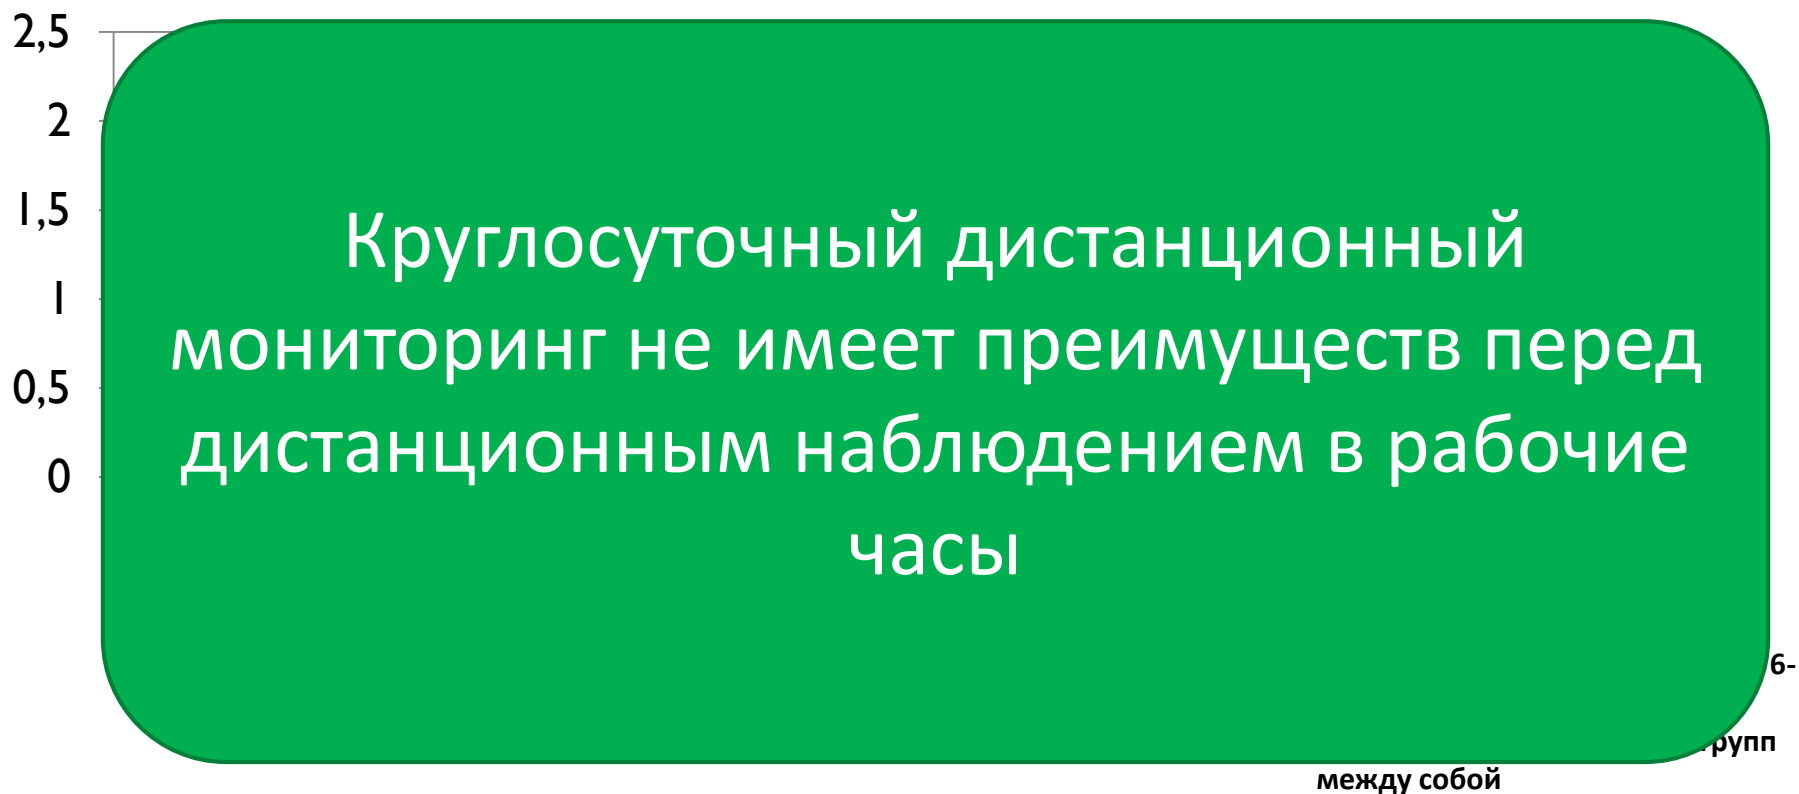 2,5
2
1,5
1
0,5
0
Круглосуточный дистанционный
мониторинг не имеет преимуществ перед
дистанционным наблюдением в рабочие
часы
6-
между собой